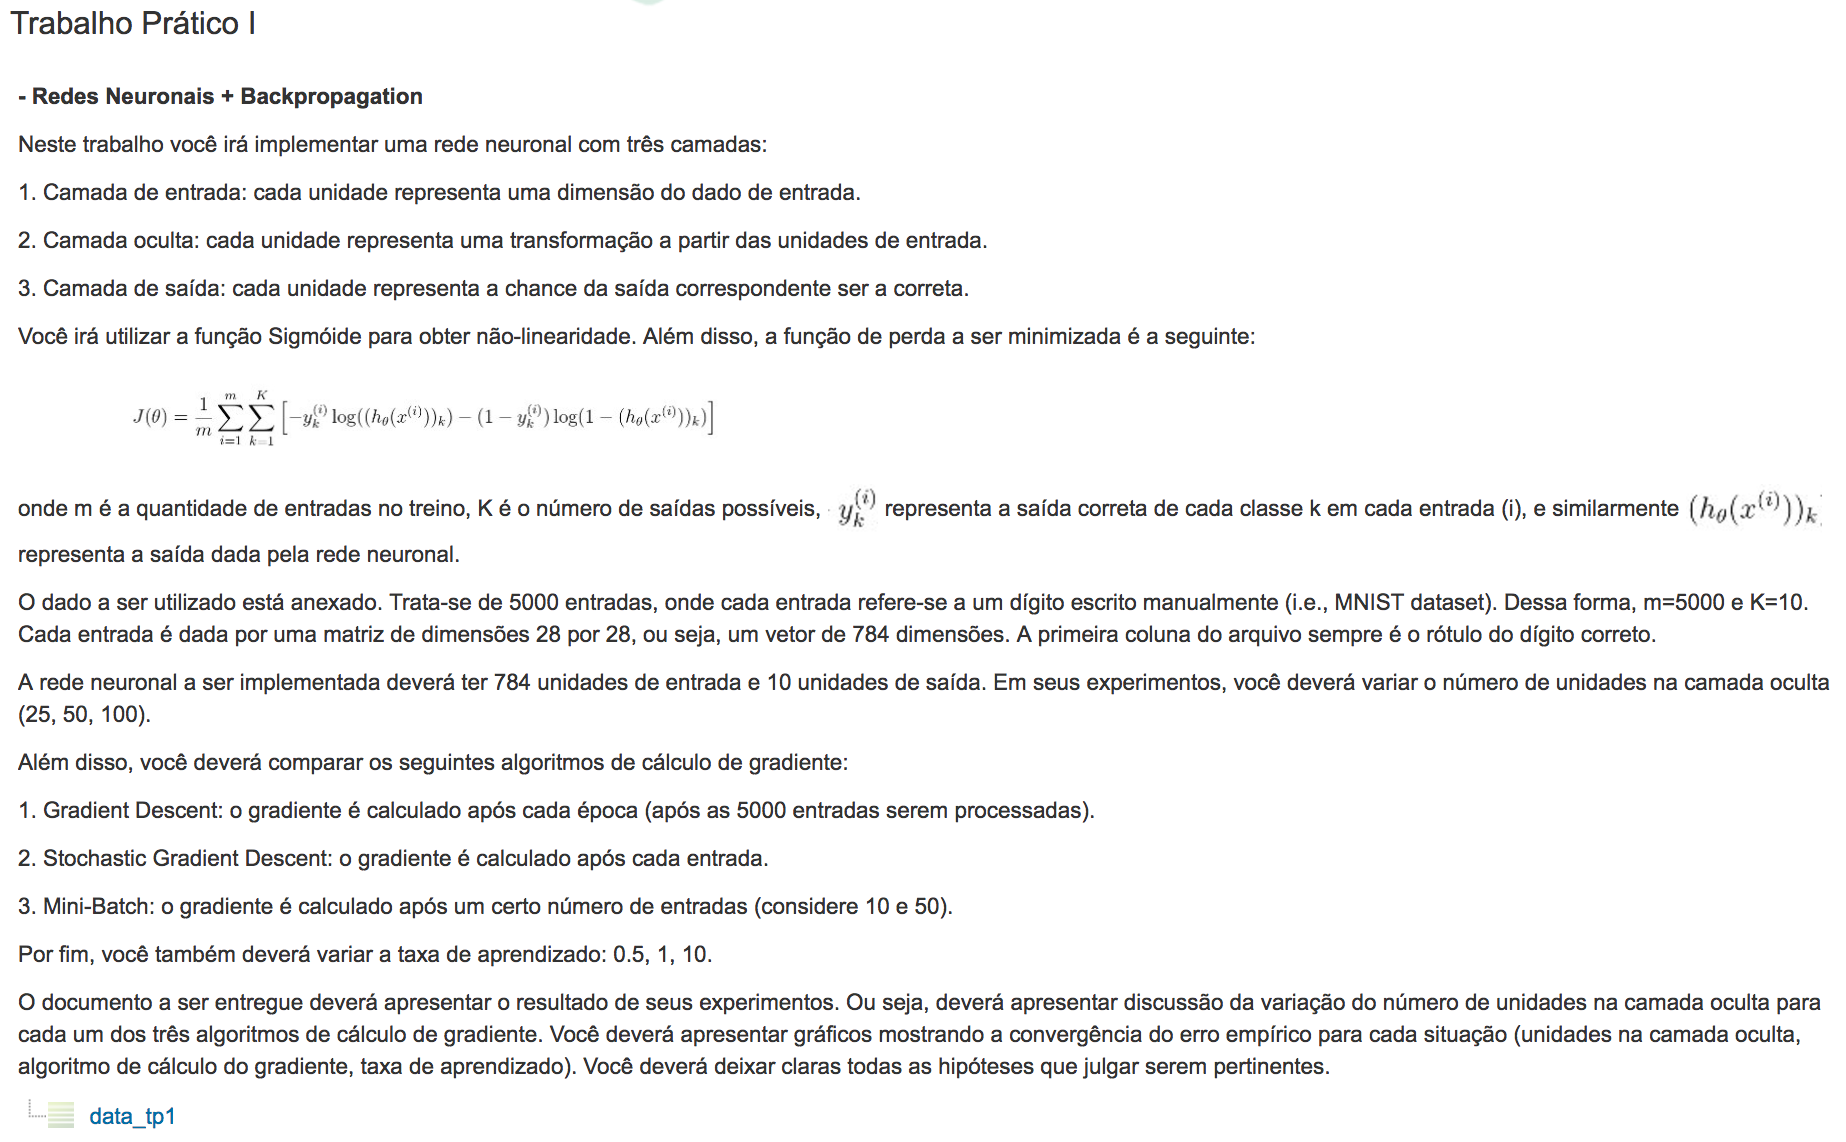 Trabalho Prático I
- Redes Neuronais + Backpropagation
Neste trabalho você irá implementar uma rede neuronal com três camadas:
1. Camada de entrada: cada unidade representa uma dimensão do dado de entrada.
2. Camada oculta: cada unidade representa uma transformação a partir das unidades de entrada.
3. Camada de saída: cada unidade representa a chance da saída correspondente ser a correta.
Você irá utilizar a função Sigmóide para obter não-linearidade. Além disso, a função de perda a ser minimizada é a seguinte:
J(θ) = 1/m ∑_{i=1}^{m} ∑_{k=1}^{K} [−y_k^{(i)} log((h_θ(x^{(i)}))_k) − (1 − y_k^{(i)}) log(1 − (h_θ(x^{(i)}))_k)]
onde m é a quantidade de entradas no treino, K é o número de saídas possíveis, y_k^{(i)} representa a saída correta de cada classe k em cada entrada (i), e similarmente (h_θ(x^{(i)}))_k
representa a saída dada pela rede neuronal.
O dado a ser utilizado está anexado. Trata-se de 5000 entradas, onde cada entrada refere-se a um dígito escrito manualmente (i.e., MNIST dataset). Dessa forma, m=5000 e K=10.
Cada entrada é dada por uma matriz de dimensões 28 por 28, ou seja, um vetor de 784 dimensões. A primeira coluna do arquivo sempre é o rótulo do dígito correto.
A rede neuronal a ser implementada deverá ter 784 unidades de entrada e 10 unidades de saída. Em seus experimentos, você deverá variar o número de unidades na camada oculta
(25, 50, 100).
Além disso, você deverá comparar os seguintes algoritmos de cálculo de gradiente:
1. Gradient Descent: o gradiente é calculado após cada época (após as 5000 entradas serem processadas).
2. Stochastic Gradient Descent: o gradiente é calculado após cada entrada.
3. Mini-Batch: o gradiente é calculado após um certo número de entradas (considere 10 e 50).
Por fim, você também deverá variar a taxa de aprendizado: 0.5, 1, 10.
O documento a ser entregue deverá apresentar o resultado de seus experimentos. Ou seja, deverá apresentar discussão da variação do número de unidades na camada oculta para
cada um dos três algoritmos de cálculo de gradiente. Você deverá apresentar gráficos mostrando a convergência do erro empírico para cada situação (unidades na camada oculta,
algoritmo de cálculo do gradiente, taxa de aprendizado). Você deverá deixar claras todas as hipóteses que julgar serem pertinentes.
data_tp1